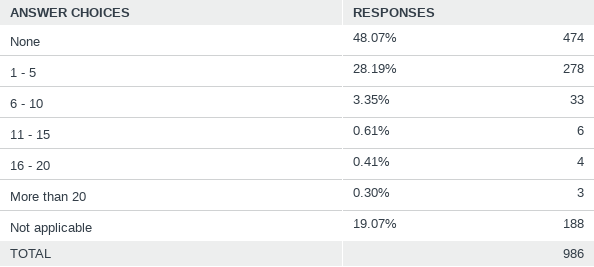 ANSWER CHOICES RESPONSES
None 48.07% 474
1 - 5 28.19% 278
6 - 10 3.35% 33
11 - 15 0.61% 6
16 - 20 0.41% 4
More than 20 0.30% 3
Not applicable 19.07% 188
TOTAL 986